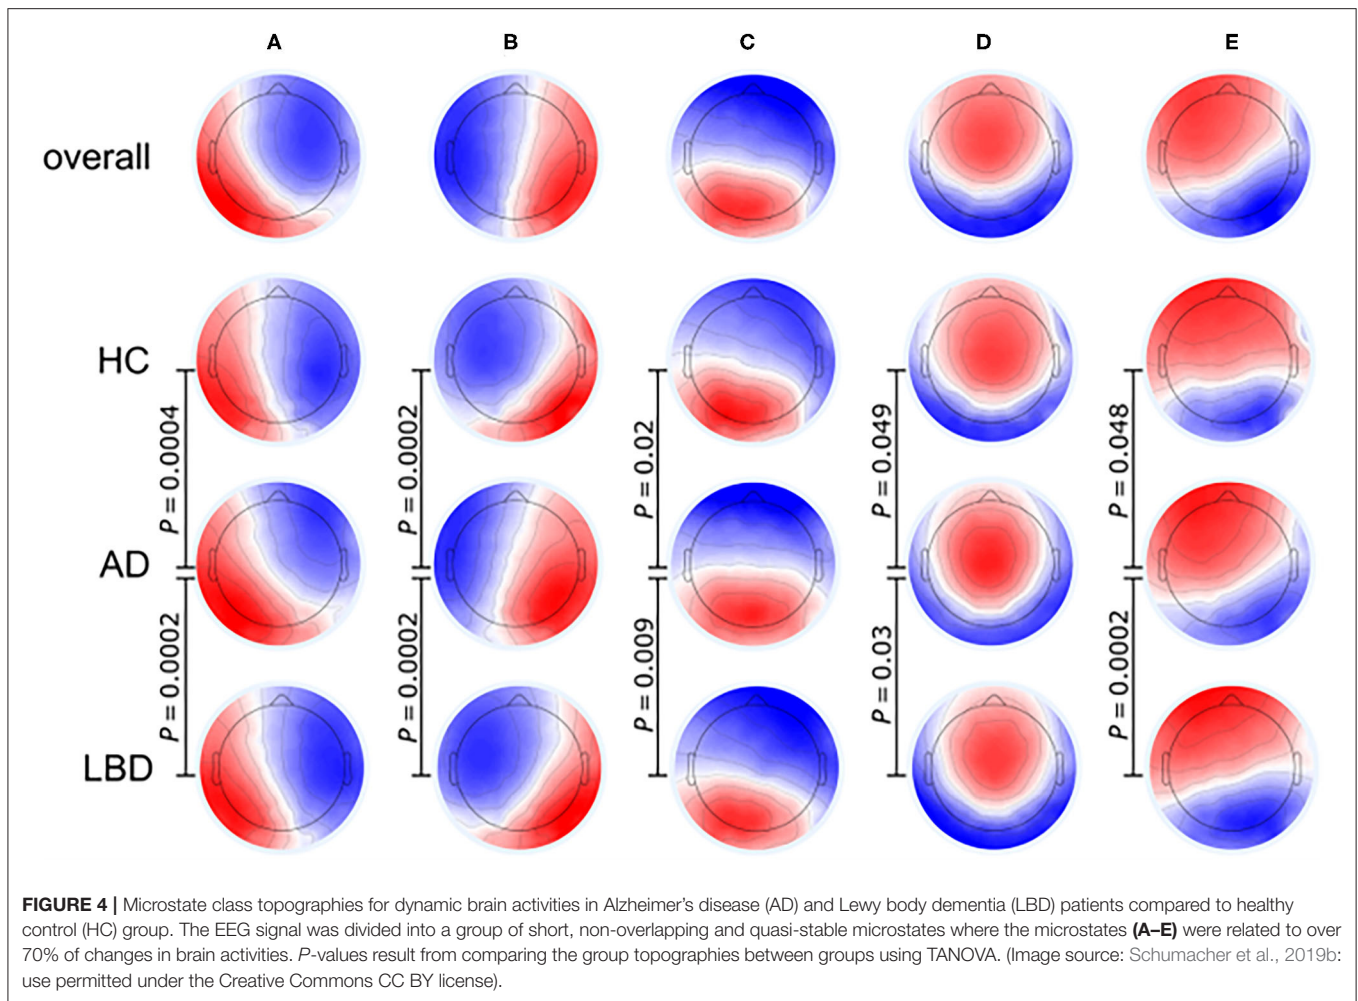 A B C D E
overall
HC
P = 0.0004 P = 0.0002 P = 0.02 P = 0.049 P = 0.048
AD
P = 0.0002 P = 0.0002 P = 0.009 P = 0.03 P = 0.0002
LBD
FIGURE 4 | Microstate class topographies for dynamic brain activities in Alzheimer's disease (AD) and Lewy body dementia (LBD) patients compared to healthy
control (HC) group. The EEG signal was divided into a group of short, non-overlapping and quasi-stable microstates where the microstates (A–E) were related to over
70% of changes in brain activities. P-values result from comparing the group topographies between groups using TANOVA. (Image source: Schumacher et al., 2019b:
use permitted under the Creative Commons CC BY license).